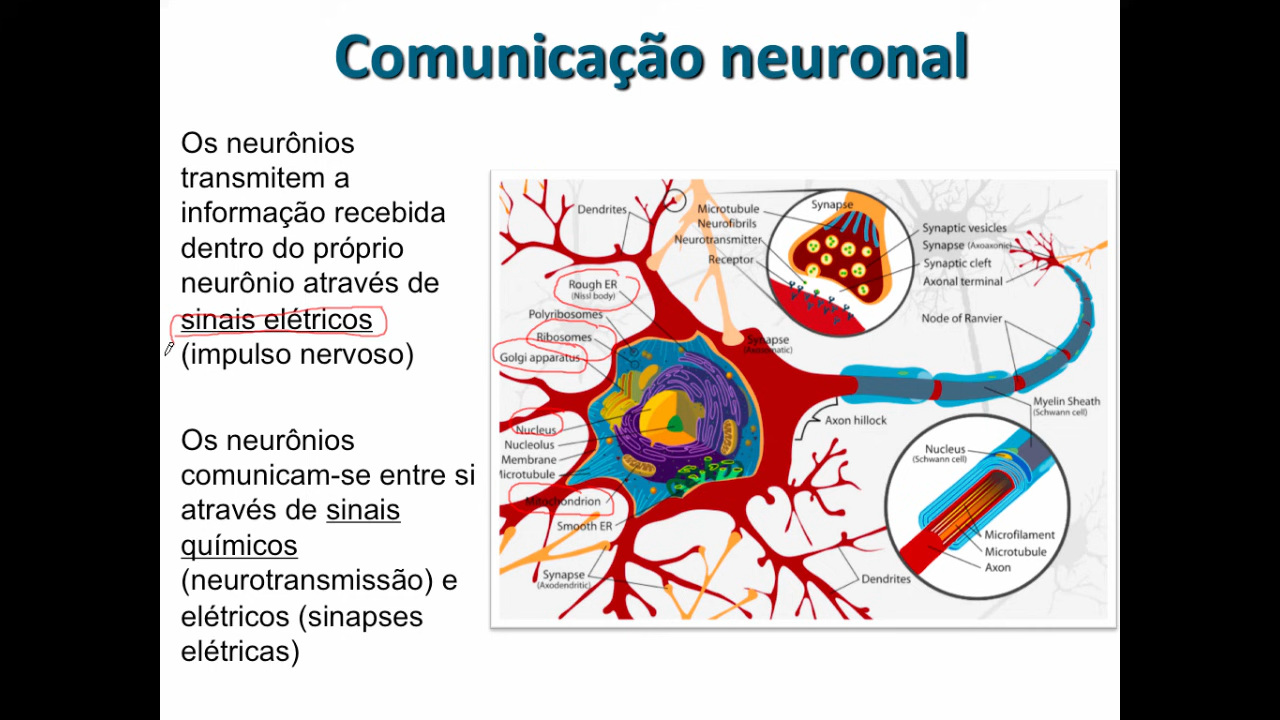 Comunicação neuronal
Os neurônios
transmitem a
informação recebida
dentro do próprio
neurônio através de
sinais elétricos
(impulso nervoso)
Os neurônios
comunicam-se entre si
através de sinais
químicos
(neurotransmissão) e
elétricos (sinapses
elétricas)
Dendrites
Microtubule
Neurofibrils
Neurotransmitter
Receptor
Synapse
Synaptic vesicles
Synapse (Axoaxonic)
Synaptic cleft
Axonal terminal
Rough ER
(Nissl body)
Polyribosomes
Ribosomes
Golgi apparatus
Synapse
(Axosomatic)
Node of Ranvier
Myelin Sheath
(Schwann cell)
Axon hillock
Nucleus
Nucleolus
Membrane
Microtubule
Mitochondrion
Smooth ER
Synapse
(Axodendritic)
Dendrites
Nucleus
(Schwann cell)
Microfilament
Microtubule
Axon